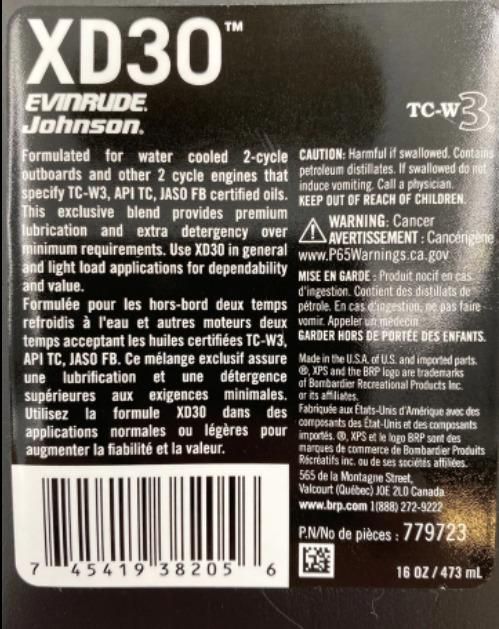 XD30™
EVINRUDE.
Johnson.
TC-W3
Formulated for water cooled 2-cycle
outboards and other 2 cycle engines that
specify TC-W3, API TC, JASO FB certified oils.
This exclusive blend provides premium
lubrication and extra detergency over
minimum requirements. Use XD30 in general
and light load applications for dependability
and value.
Formulée pour les hors-bord deux temps
refroidis à l'eau et autres moteurs deux
temps acceptant les huiles certifiées TC-W3,
API TC, JASO FB. Ce mélange exclusif assure
une lubrification et une détergence
supérieures aux exigences minimales.
Utilisez la formule XD30 dans des
applications normales ou légères pour
augmenter la fiabilité et la valeur.
7 45419 38205 6
CAUTION: Harmful if swallowed. Contains
petroleum distillates. If swallowed do not
induce vomiting. Call a physician.
KEEP OUT OF REACH OF CHILDREN.
WARNING: Cancer
AVERTISSEMENT : Cancérigène
www.P65Warnings.ca.gov
MISE EN GARDE : Produit nocif en cas
d'ingestion. Contient des distillats de
pétrole. En cas d'ingestion, ne pas faire
vomir. Appeler un médecin.
GARDER HORS DE PORTÉE DES ENFANTS.
Made in the U.S.A. of U.S. and imported parts.
®, XPS and the BRP logo are trademarks
of Bombardier Recreational Products Inc.
or its affiliates.
Fabriquée aux États-Unis d'Amérique avec des
composants des État-Unis et des composants
importés. ®, XPS et le logo BRP sont des
marques de commerce de Bombardier Produits
Récréatifs inc. ou de ses sociétés affiliées.
565 de la Montagne Street,
Valcourt (Québec) J0E 2L0 Canada
www.brp.com 1(888) 272-9222
P.N/No de pièces : 779723
16 OZ / 473 mL